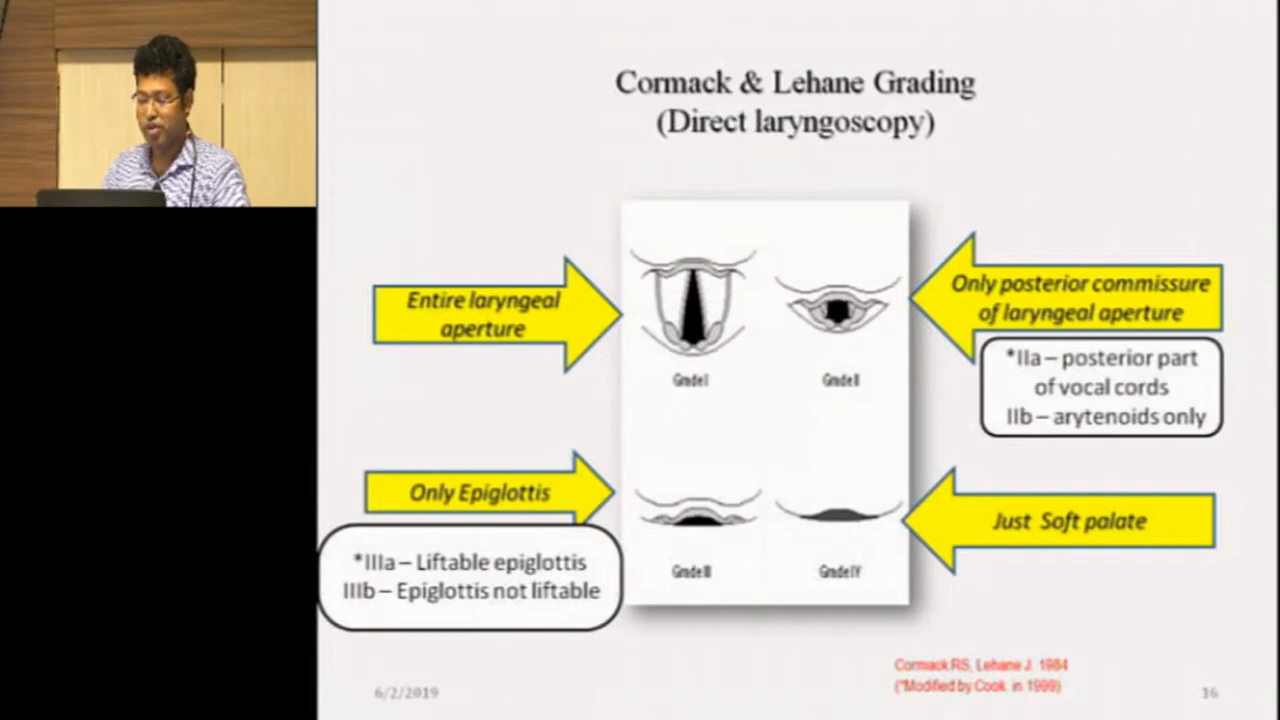 Cormack & Lehane Grading
(Direct laryngoscopy)
Entire laryngeal
aperture
Only posterior commissure
of laryngeal aperture
*IIa – posterior part
of vocal cords
IIb – arytenoids only
Grade I
Grade II
Only Epiglottis
*IIIa – Liftable epiglottis
IIIb – Epiglottis not liftable
Just Soft palate
Grade III
Grade IV
Cormack RS, Lehane J. 1984
(*Modified by Cook. in 1999)
6/2/2019
16